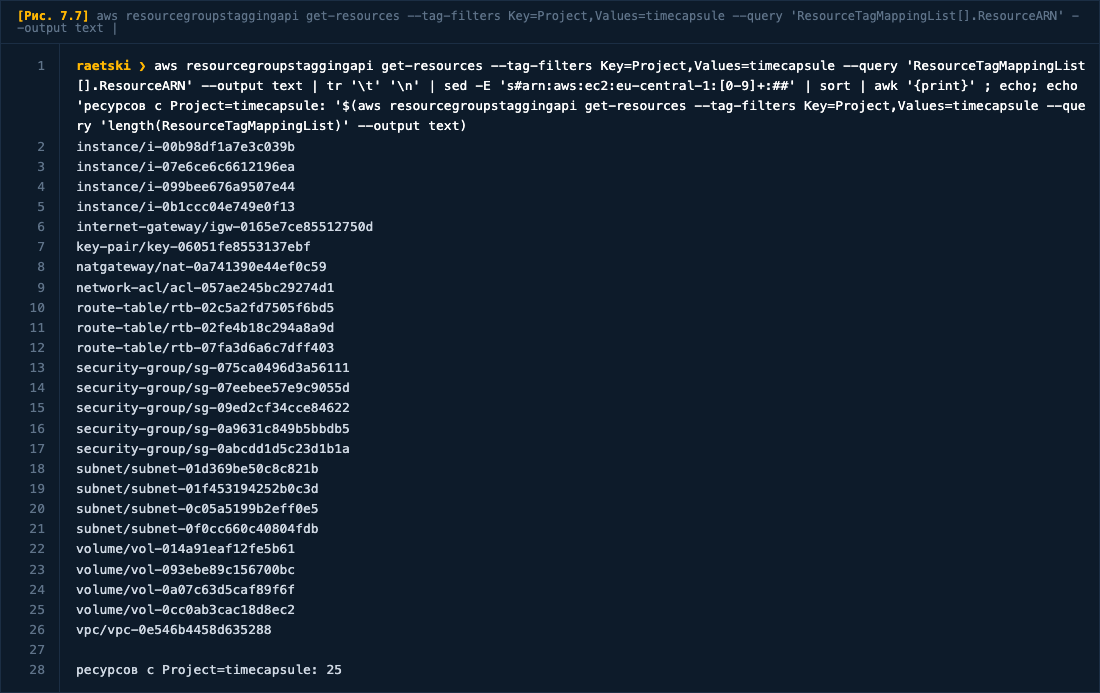 [Рис. 7.7] aws resourcegroupstaggingapi get-resources --tag-filters Key=Project,Values=timecapsule --query 'ResourceTagMappingList[].ResourceARN' -
-output text |
1 raetski ❯ aws resourcegroupstaggingapi get-resources --tag-filters Key=Project,Values=timecapsule --query 'ResourceTagMappingList
[].ResourceARN' --output text | tr '\t' '\n' | sed -E 's#arn:aws:ec2:eu-central-1:[0-9]+:##' | sort | awk '{print}' ; echo; echo
'ресурсов с Project=timecapsule: '$(aws resourcegroupstaggingapi get-resources --tag-filters Key=Project,Values=timecapsule --que
ry 'length(ResourceTagMappingList)' --output text)
2 instance/i-00b98df1a7e3c039b
3 instance/i-07e6ce6c6612196ea
4 instance/i-099bee676a9507e44
5 instance/i-0b1ccc04e749e0f13
6 internet-gateway/igw-0165e7ce85512750d
7 key-pair/key-06051fe8553137ebf
8 natgateway/nat-0a741390e44ef0c59
9 network-acl/acl-057ae245bc29274d1
10 route-table/rtb-02c5a2fd7505f6bd5
11 route-table/rtb-02fe4b18c294a8a9d
12 route-table/rtb-07fa3d6a6c7dff403
13 security-group/sg-075ca0496d3a56111
14 security-group/sg-07eebee57e9c9055d
15 security-group/sg-09ed2cf34cce84622
16 security-group/sg-0a9631c849b5bbdb5
17 security-group/sg-0abcdd1d5c23d1b1a
18 subnet/subnet-01d369be50c8c821b
19 subnet/subnet-01f453194252b0c3d
20 subnet/subnet-0c05a5199b2eff0e5
21 subnet/subnet-0f0cc660c40804fdb
22 volume/vol-014a91eaf12fe5b61
23 volume/vol-093ebe89c156700bc
24 volume/vol-0a07c63d5caf89f6f
25 volume/vol-0cc0ab3cac18d8ec2
26 vpc/vpc-0e546b4458d635288
27
28 ресурсов с Project=timecapsule: 25